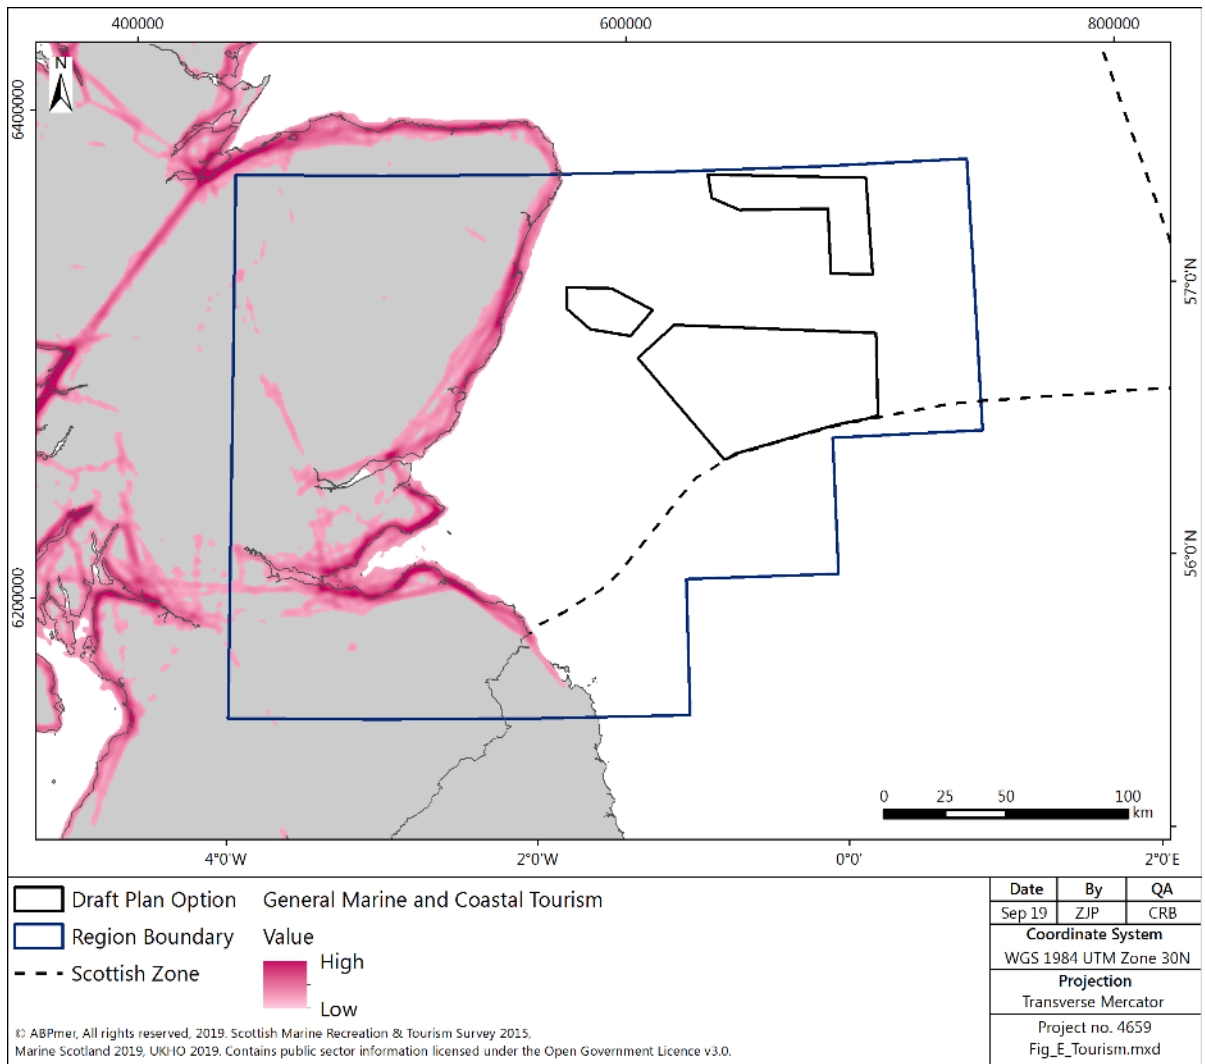 400000 600000 800000
N
6400000
57°0'N
56°0'N
6200000
0 25 50 100
km
4°0'W 2°0'W 0°0' 2°0'E
Draft Plan Option General Marine and Coastal Tourism
Region Boundary Value
Scottish Zone High
Low
Date By QA
Sep 19 ZJP CRB
Coordinate System
WGS 1984 UTM Zone 30N
Projection
Transverse Mercator
Project no. 4659
Fig_E_Tourism.mxd
© ABPmer, All rights reserved, 2019. Scottish Marine Recreation & Tourism Survey 2015,
Marine Scotland 2019, UKHO 2019. Contains public sector information licensed under the Open Government Licence v3.0.